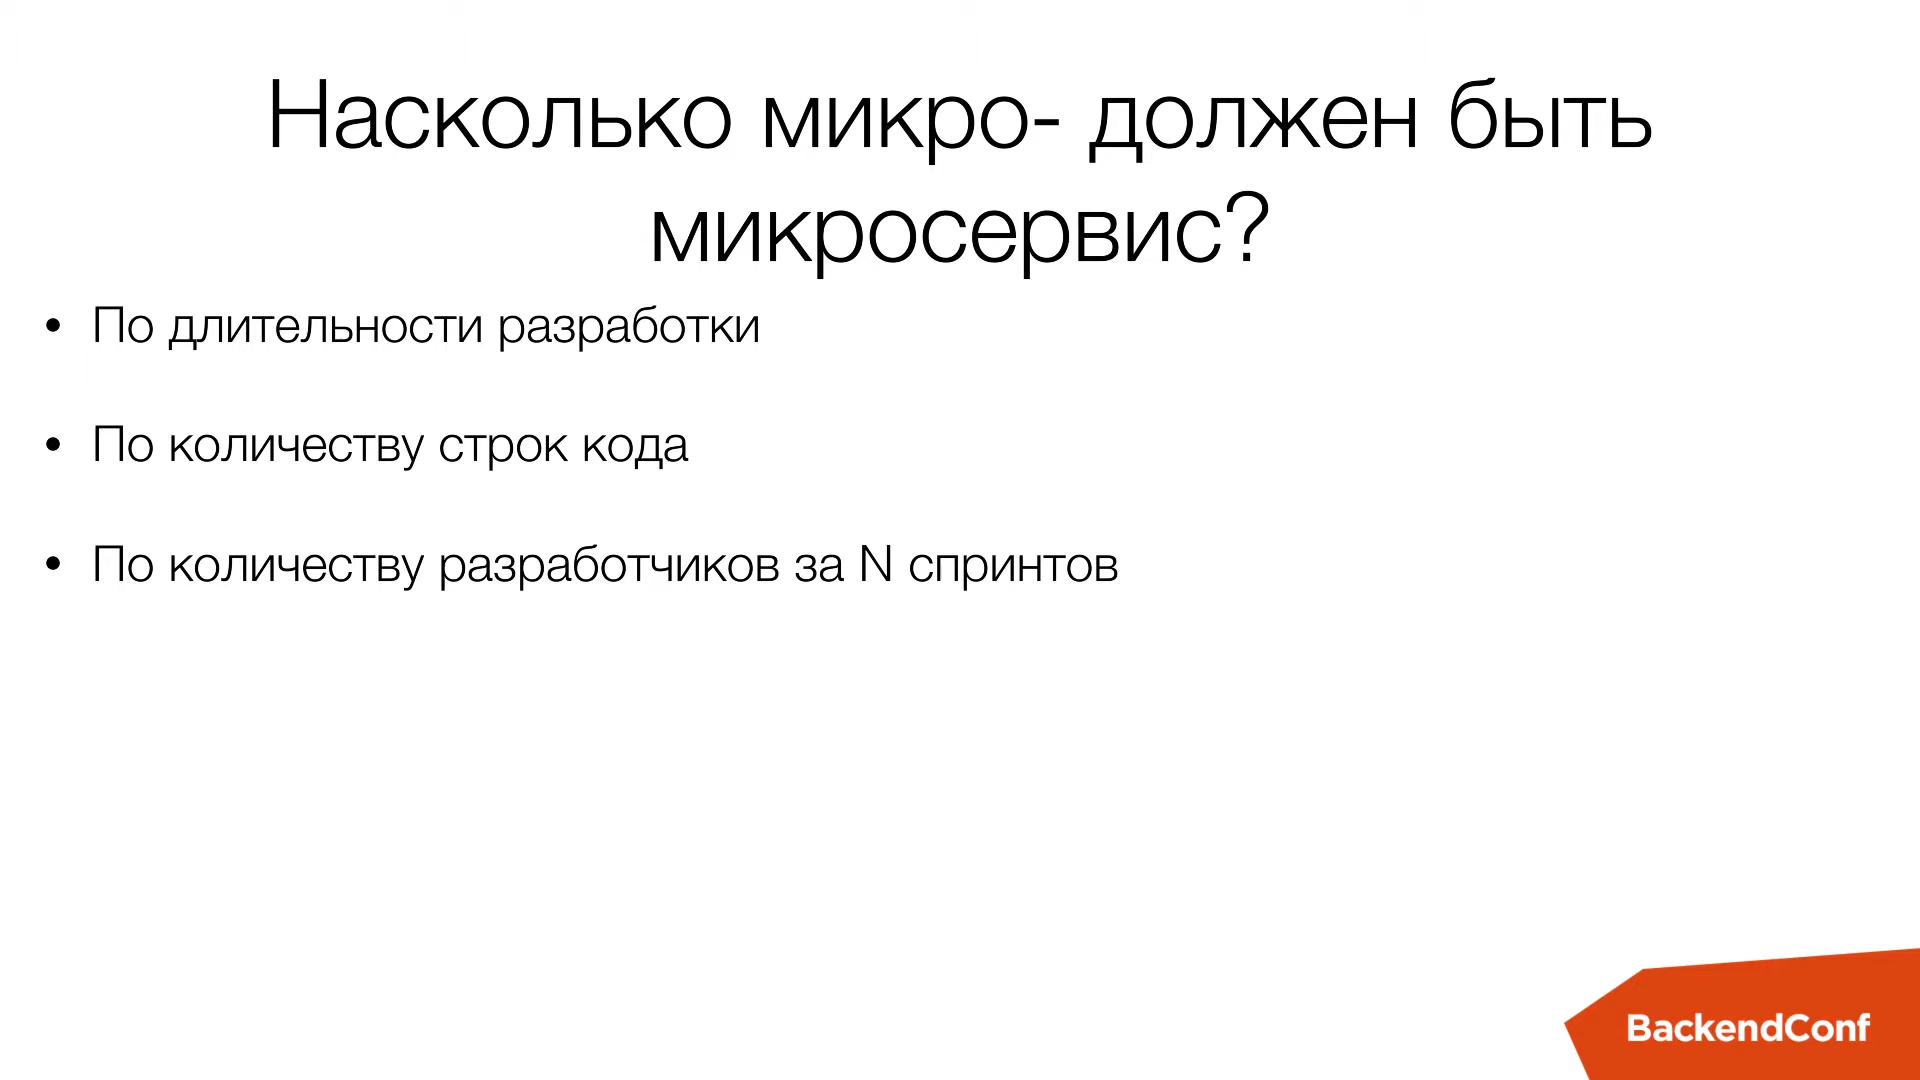 Насколько микро- должен быть
микросервис?
• По длительности разработки
• По количеству строк кода
• По количеству разработчиков за N спринтов
BackendConf